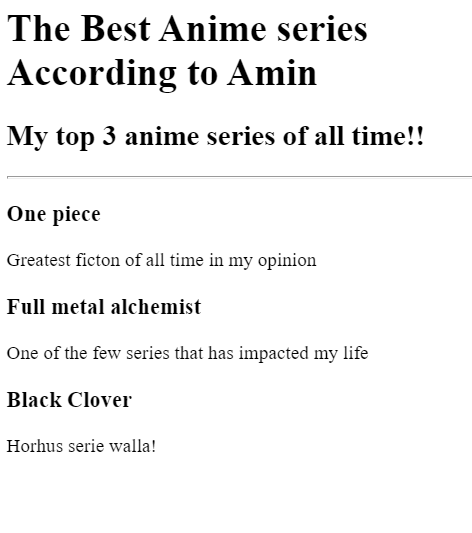 The Best Anime series
According to Amin
My top 3 anime series of all time!!
One piece
Greatest ficton of all time in my opinion
Full metal alchemist
One of the few series that has impacted my life
Black Clover
Horhus serie walla!